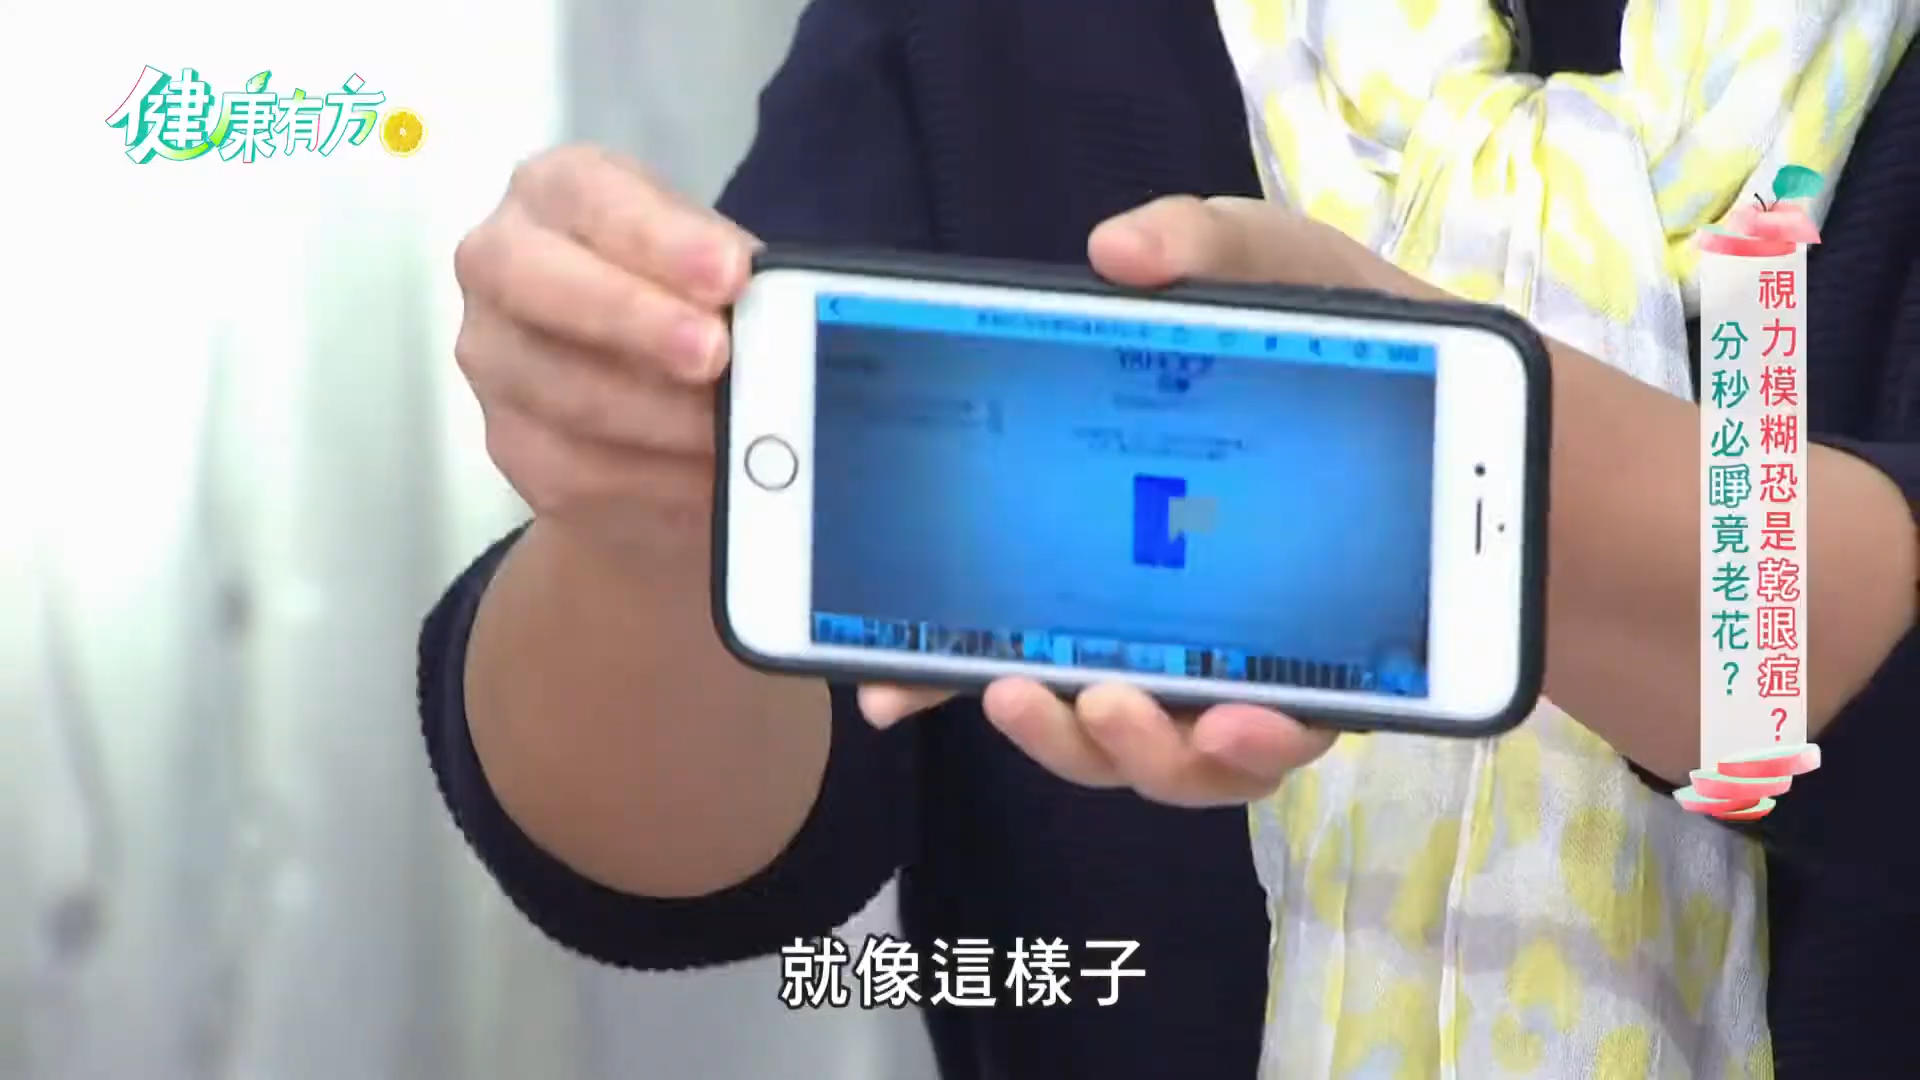 健康有方
視力模糊恐是乾眼症？
分秒必睜竟老花？
就像這樣子